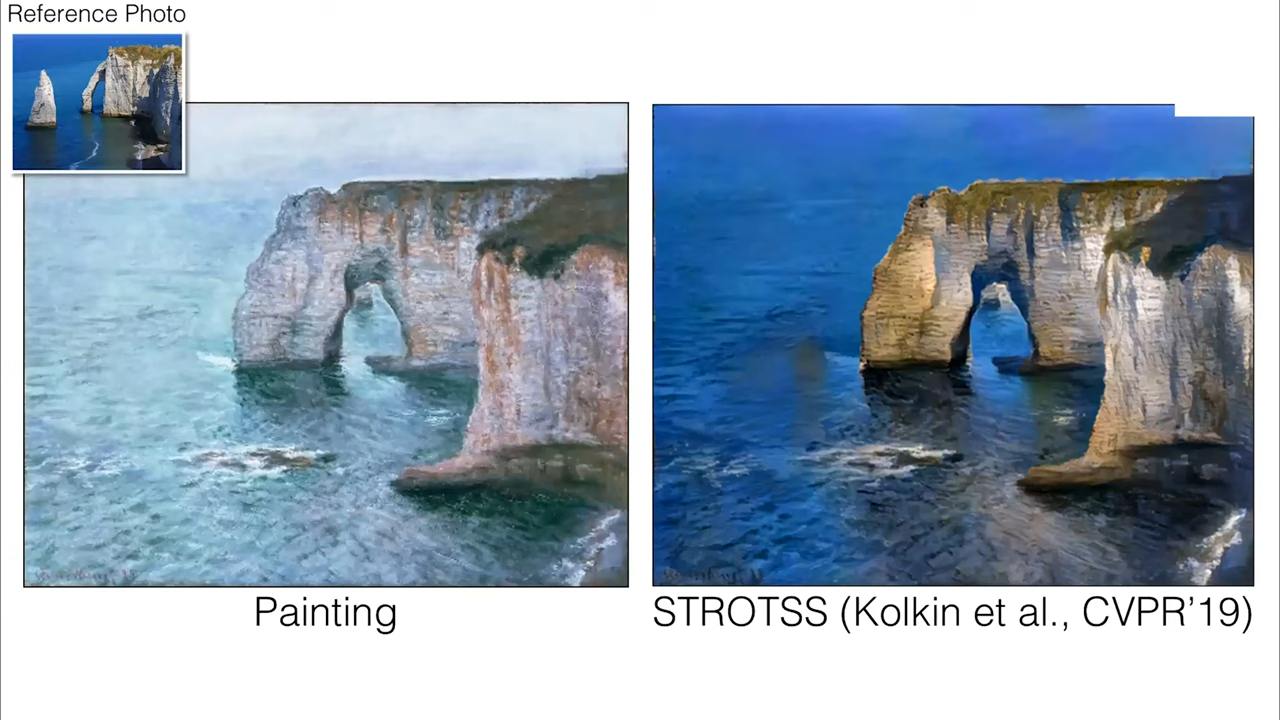 Reference Photo
Painting
STROTSS (Kolkin et al., CVPR’19)